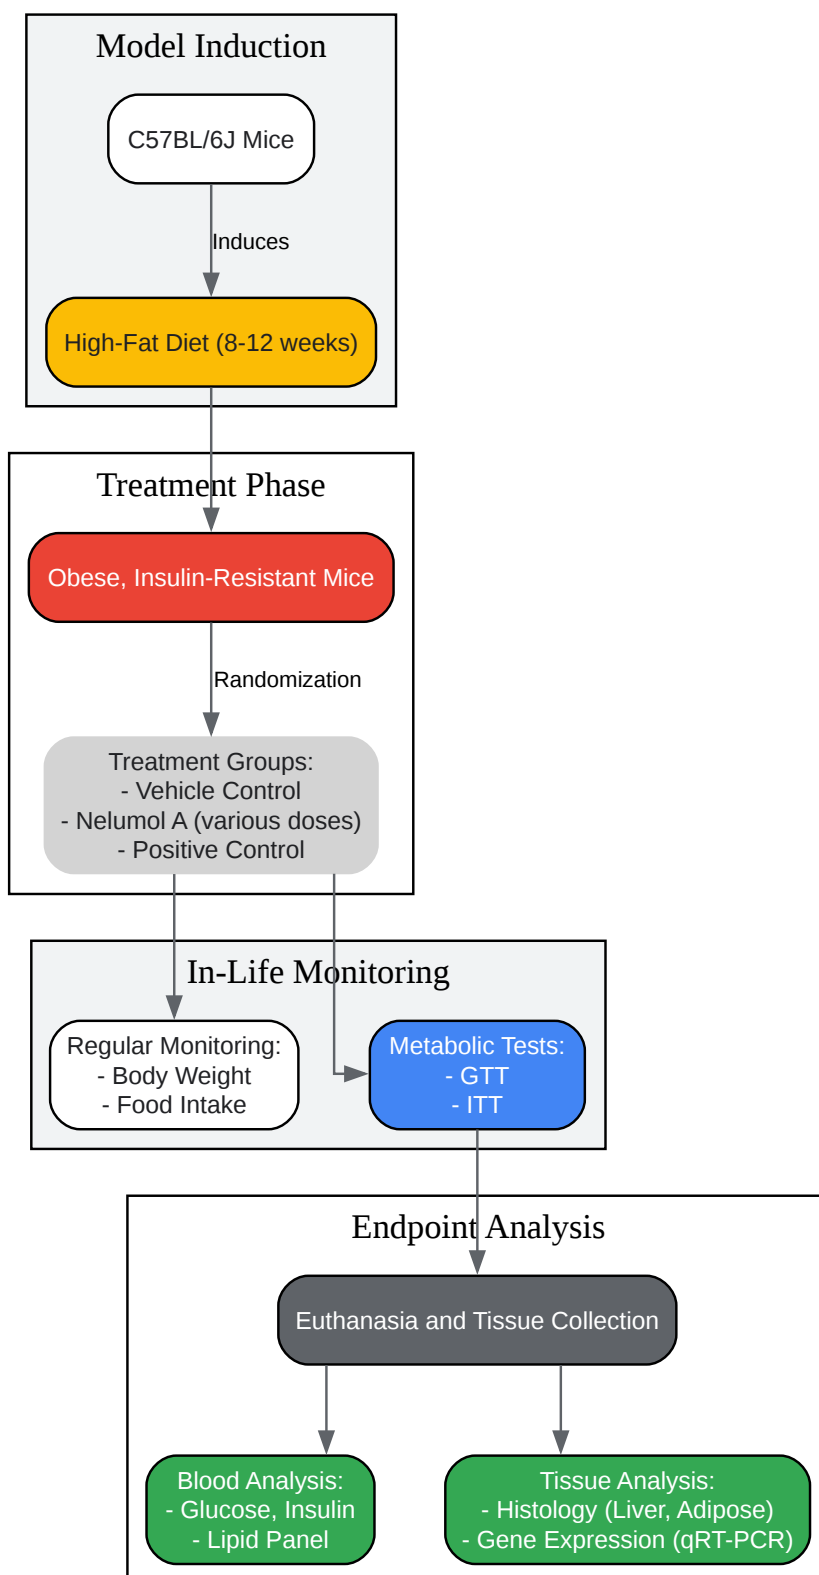 Model Induction
C57BL/6J Mice
Induces
High-Fat Diet (8-12 weeks)
Treatment Phase
Obese, Insulin-Resistant Mice
Randomization
Treatment Groups:
- Vehicle Control
- Nelumol A (various doses)
- Positive Control
In-Life Monitoring
Regular Monitoring:
- Body Weight
- Food Intake
Metabolic Tests:
- GTT
- ITT
Endpoint Analysis
Euthanasia and Tissue Collection
Blood Analysis:
- Glucose, Insulin
- Lipid Panel
Tissue Analysis:
- Histology (Liver, Adipose)
- Gene Expression (qRT-PCR)